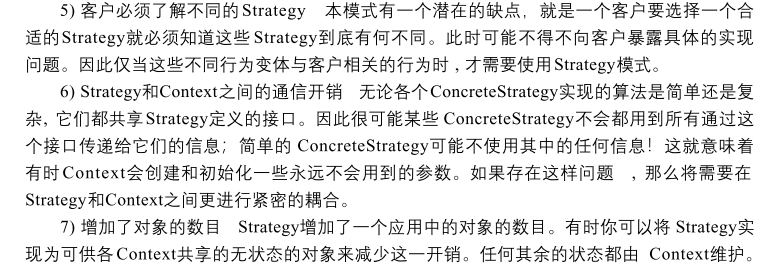 5) 客户必须了解不同的Strategy 本模式有一个潜在的缺点，就是一个客户要选择一个合
适的Strategy就必须知道这些Strategy到底有何不同。此时可能不得不向客户暴露具体的实现
问题。因此仅当这些不同行为变体与客户相关的行为时，才需要使用Strategy模式。
6) Strategy和Context之间的通信开销 无论各个ConcreteStrategy实现的算法是简单还是复
杂, 它们都共享Strategy定义的接口。因此很可能某些 ConcreteStrategy不会都用到所有通过这
个接口传递给它们的信息；简单的 ConcreteStrategy可能不使用其中的任何信息！这就意味着
有时Context会创建和初始化一些永远不会用到的参数。如果存在这样问题 ，那么将需要在
Strategy和Context之间更进行紧密的耦合。
7) 增加了对象的数目 Strategy增加了一个应用中的对象的数目。有时你可以将 Strategy实
现为可供各Context共享的无状态的对象来减少这一开销。任何其余的状态都由 Context维护。